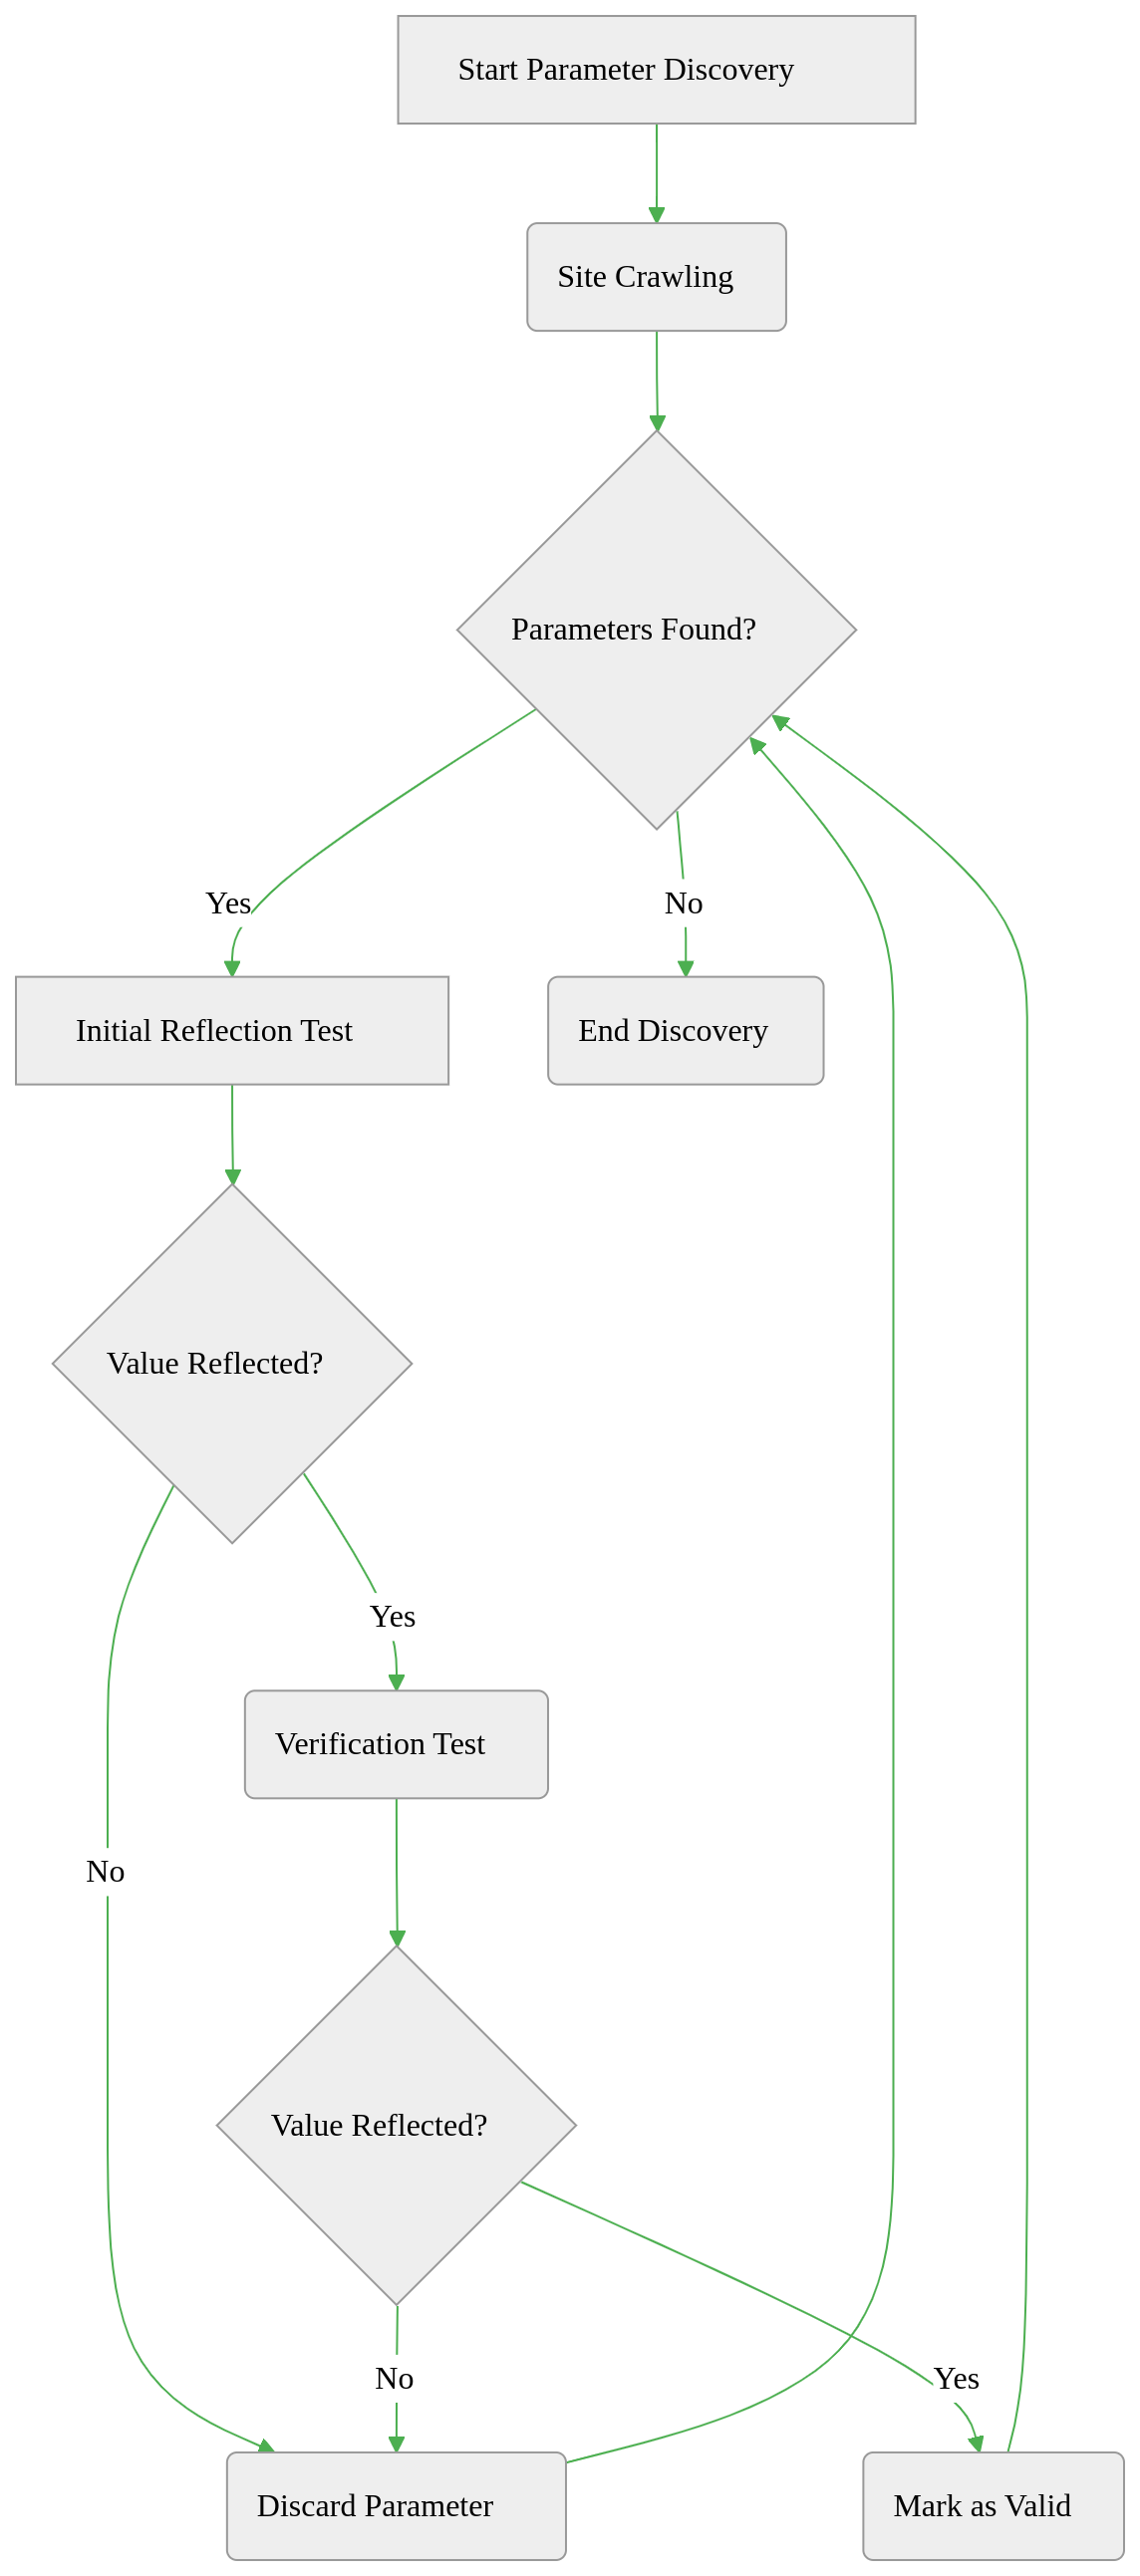 Start Parameter Discovery
Site Crawling
Parameters Found?
Yes
No
Initial Reflection Test
End Discovery
Value Reflected?
Yes
Verification Test
No
Value Reflected?
No
Yes
Discard Parameter
Mark as Valid